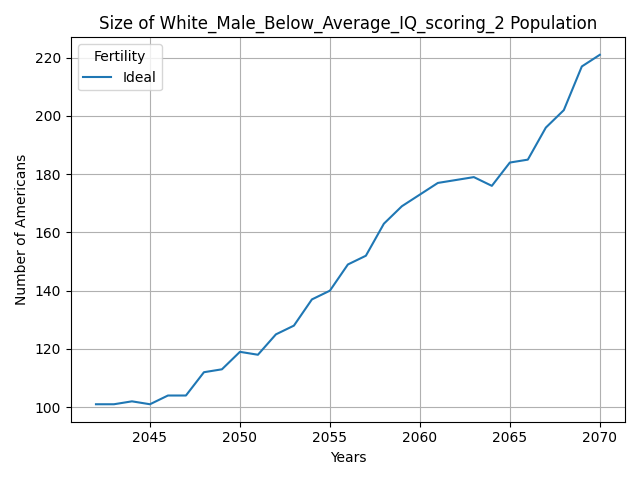 Size of White_Male_Below_Average_IQ_scoring_2 Population
Fertility
Ideal
Number of Americans
220
200
180
160
140
120
100
2045 2050 2055 2060 2065 2070
Years